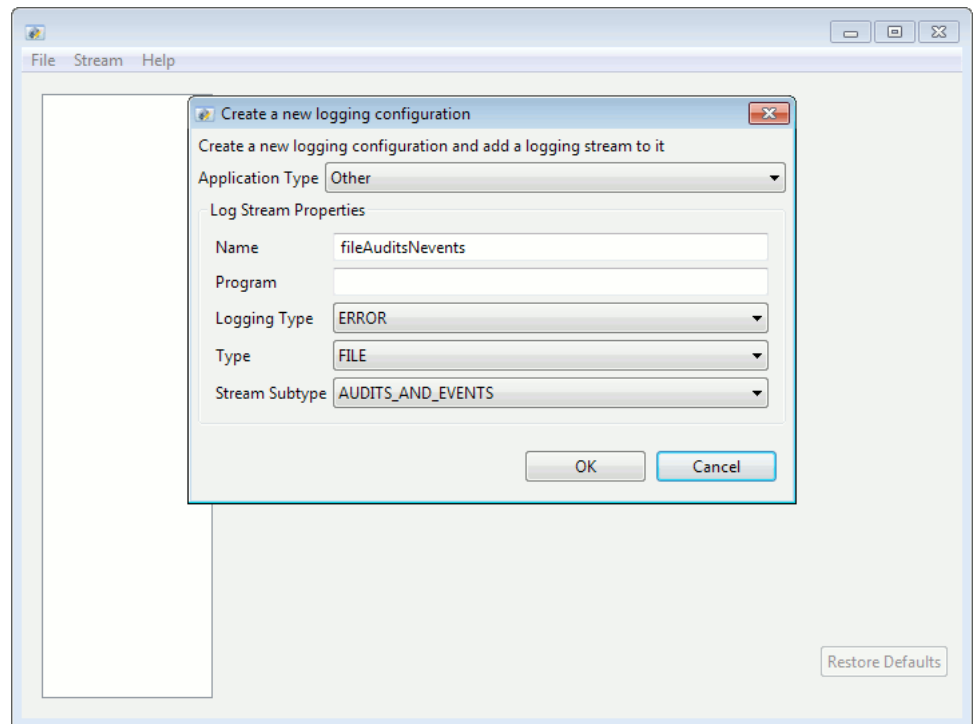 File Stream Help
Create a new logging configuration
Create a new logging configuration and add a logging stream to it
Application Type Other
Log Stream Properties
Name fileAuditsNevents
Program
Logging Type ERROR
Type FILE
Stream Subtype AUDITS_AND_EVENTS
OK Cancel
Restore Defaults